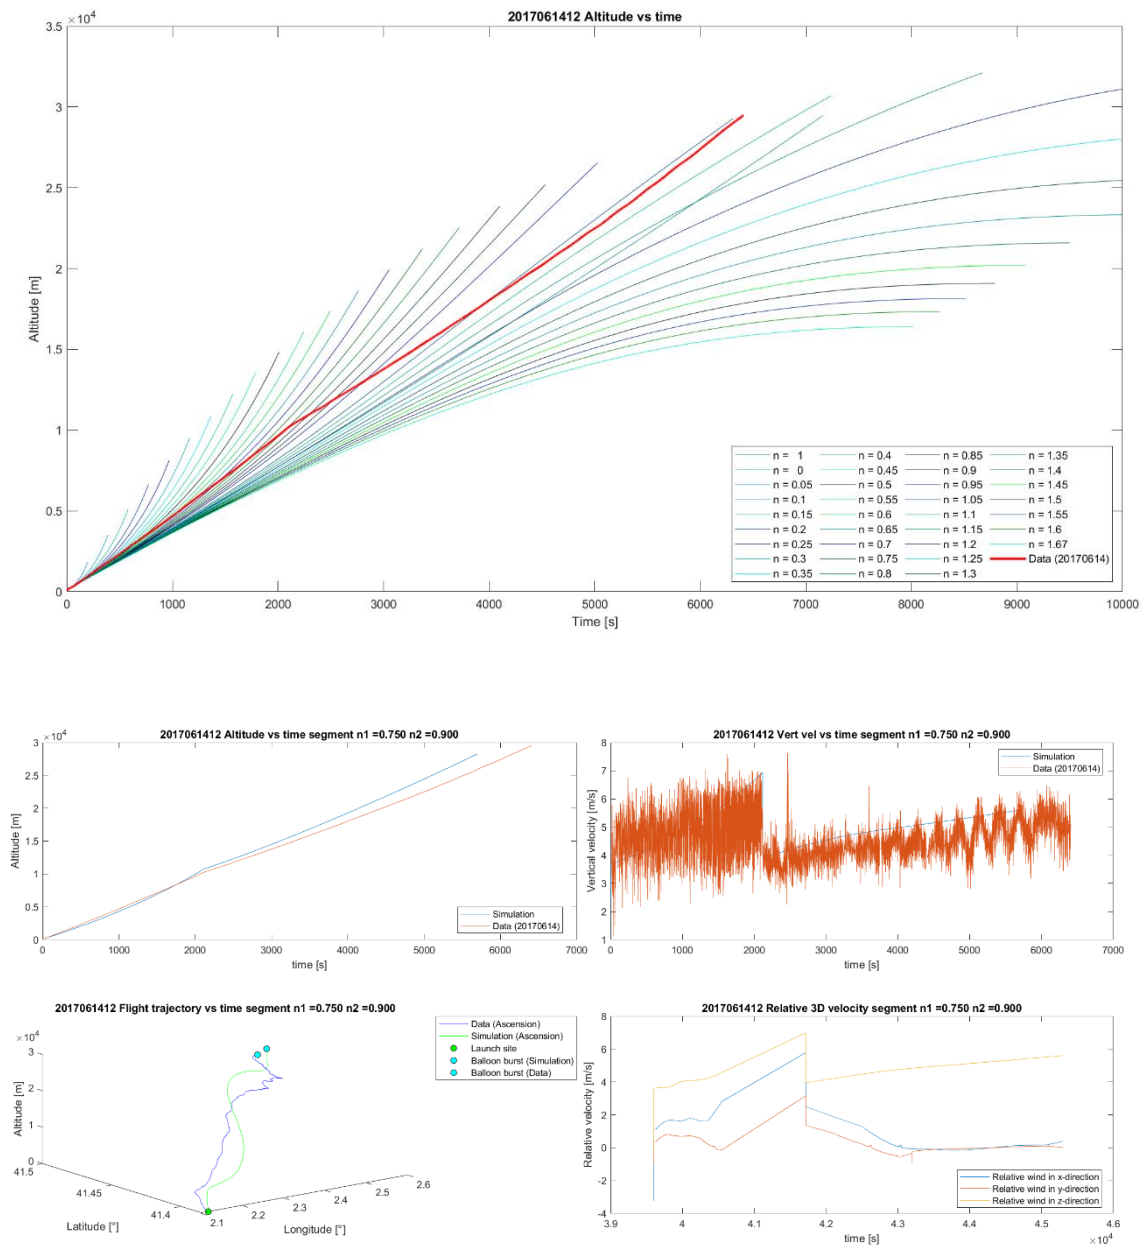 2017061412 Altitude vs time
×10⁴
3.5
3
2.5
2
1.5
1
0.5
0
Altitude [m]
0 1000 2000 3000 4000 5000 6000 7000 8000 9000 10000
Time [s]
n = 1 n = 0.4 n = 0.85 n = 1.35
n = 0 n = 0.45 n = 0.9 n = 1.4
n = 0.05 n = 0.5 n = 0.95 n = 1.45
n = 0.1 n = 0.55 n = 1.05 n = 1.5
n = 0.15 n = 0.6 n = 1.1 n = 1.55
n = 0.2 n = 0.65 n = 1.15 n = 1.6
n = 0.25 n = 0.7 n = 1.2 n = 1.67
n = 0.3 n = 0.75 n = 1.25 Data (20170614)
n = 0.35 n = 0.8 n = 1.3
2017061412 Altitude vs time segment n1 =0.750 n2 =0.900
×10⁴
3
2.5
2
1.5
1
0.5
0
Altitude [m]
0 1000 2000 3000 4000 5000 6000 7000
time [s]
Simulation
Data (20170614)
2017061412 Vert vel vs time segment n1 =0.750 n2 =0.900
8
7
6
5
4
3
2
1
Vertical velocity [m/s]
0 1000 2000 3000 4000 5000 6000 7000
time [s]
Simulation
Data (20170614)
2017061412 Flight trajectory vs time segment n1 =0.750 n2 =0.900
×10⁴
3
2
1
0
Altitude [m]
41.5
41.45
41.4
Latitude [°]
2.1
2.2
2.3
2.4
2.5
2.6
Longitude [°]
Data (Ascension)
Simulation (Ascension)
Launch site
Balloon burst (Simulation)
Balloon burst (Data)
2017061412 Relative 3D velocity segment n1 =0.750 n2 =0.900
8
6
4
2
0
-2
-4
Relative velocity [m/s]
3.9 4 4.1 4.2 4.3 4.4 4.5 4.6
time [s]
×10⁴
Relative wind in x-direction
Relative wind in y-direction
Relative wind in z-direction